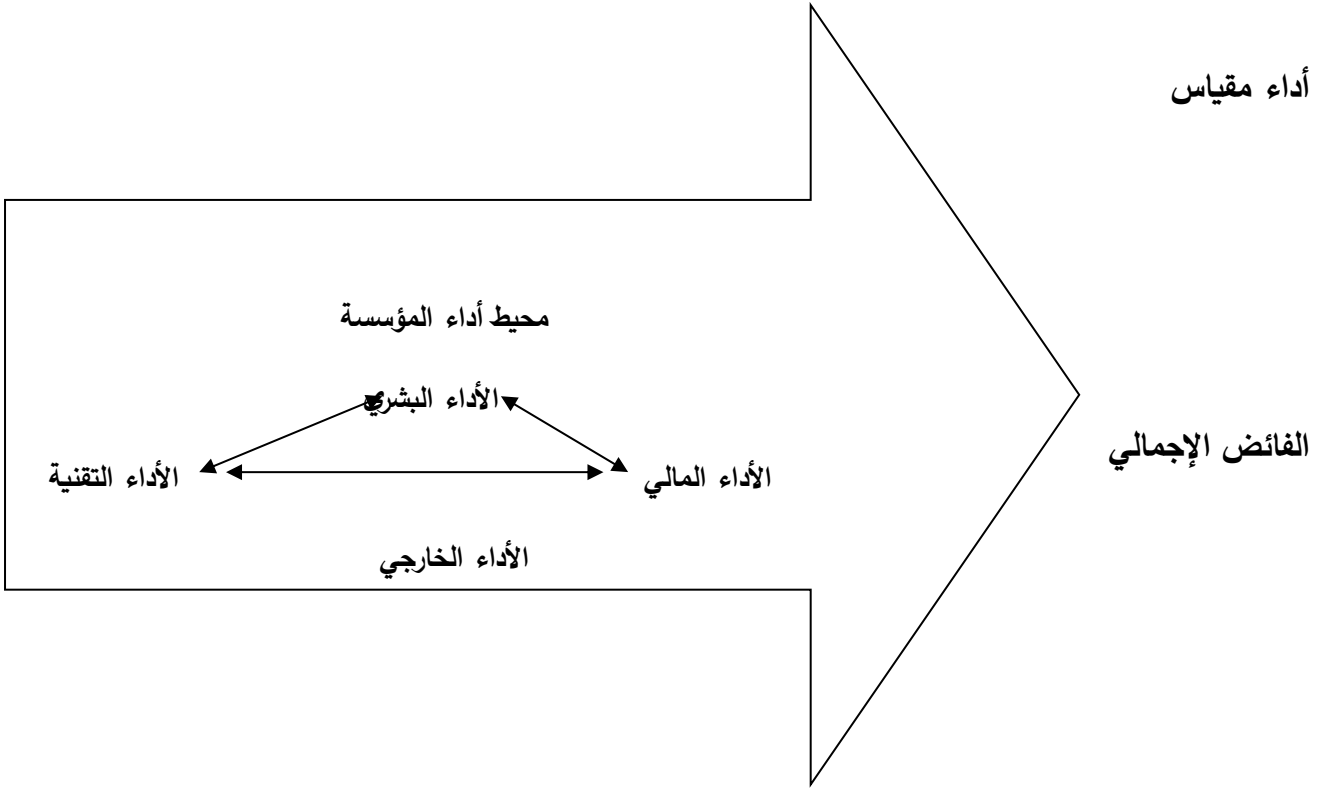 أداء مقياس
محيط أداء المؤسسة
الأداء البشري
الفائض الإجمالي
الأداء المالي
الأداء التقنية
الأداء الخارجي